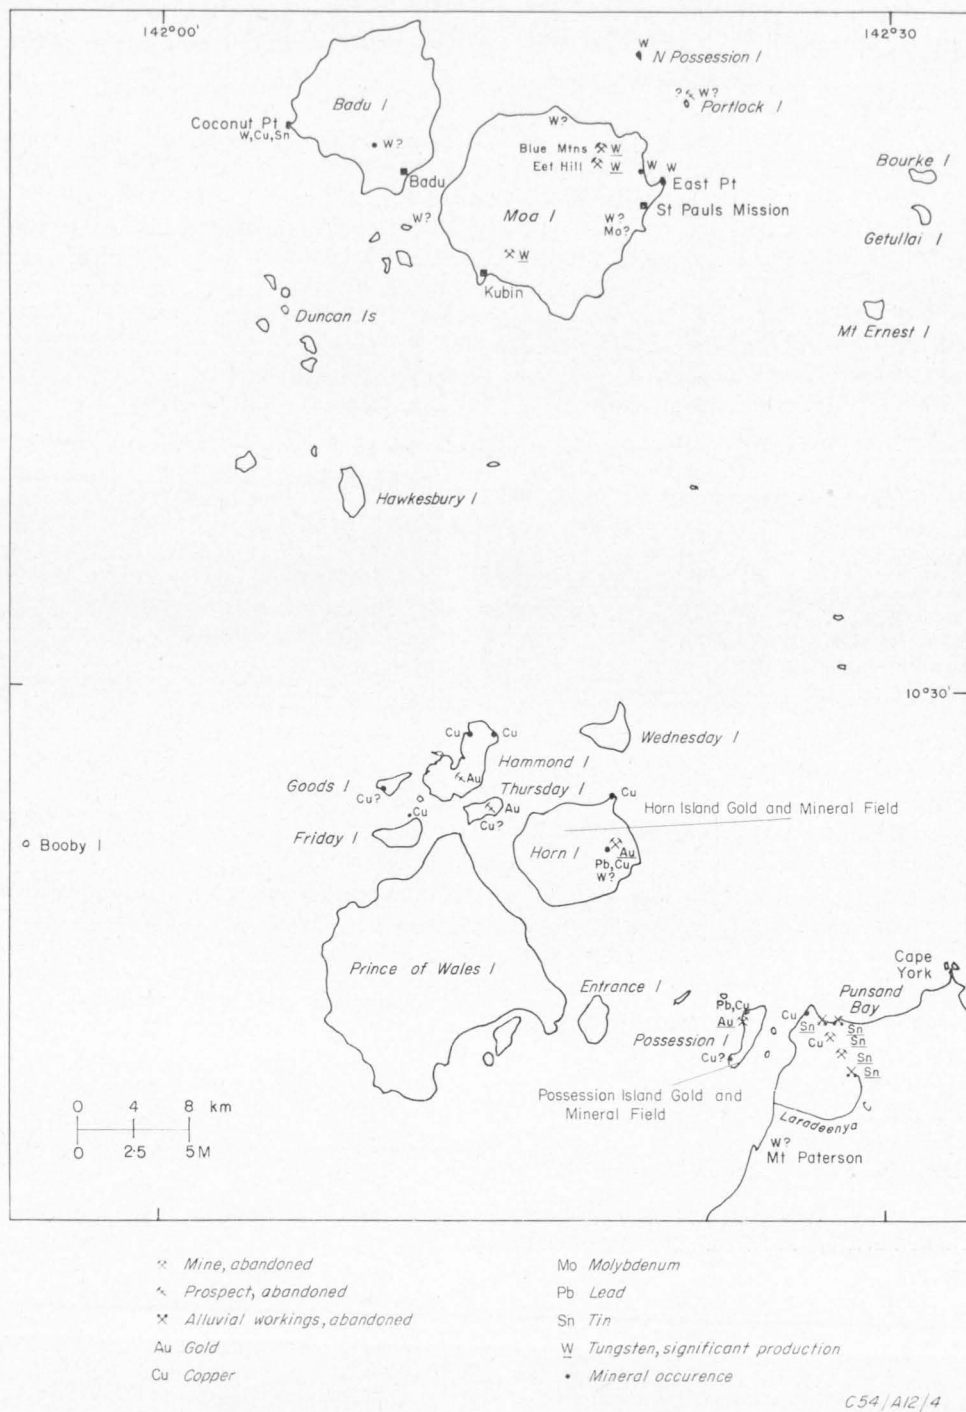 142°00'
142°30
W
N Possession I
? W?
Portlock I
Badu I
Coconut Pt
W,Cu,Sn
W?
Badu
W?
Blue Mtns W
Eet Hill W
W W
East Pt
St Pauls Mission
Bourke I
Getullai I
Moa I
W?
Mo?
W?
W
Kubin
Duncan Is
Mt Ernest I
Hawkesbury I
10°30'
Cu Cu
Wednesday I
Hammond I
Au
Goods I
Cu?
Thursday I
Cu
Au
Cu?
Cu
Horn Island Gold and Mineral Field
Friday I
Booby I
Horn I
Au
Pb,Cu
W?
Prince of Wales I
Cape
York
Entrance I
Punsand
Bay
Pb,Cu
Au
Cu
Sn Sn
Possession I
Cu Sn
Cu?
Sn
Sn
Possession Island Gold and
Mineral Field
Laradeenya C
0 4 8 km
0 2·5 5 M
W?
Mt Paterson
Mine, abandoned
Prospect, abandoned
Alluvial workings, abandoned
Au Gold
Cu Copper
Mo Molybdenum
Pb Lead
Sn Tin
W Tungsten, significant production
Mineral occurence
C54/A12/4